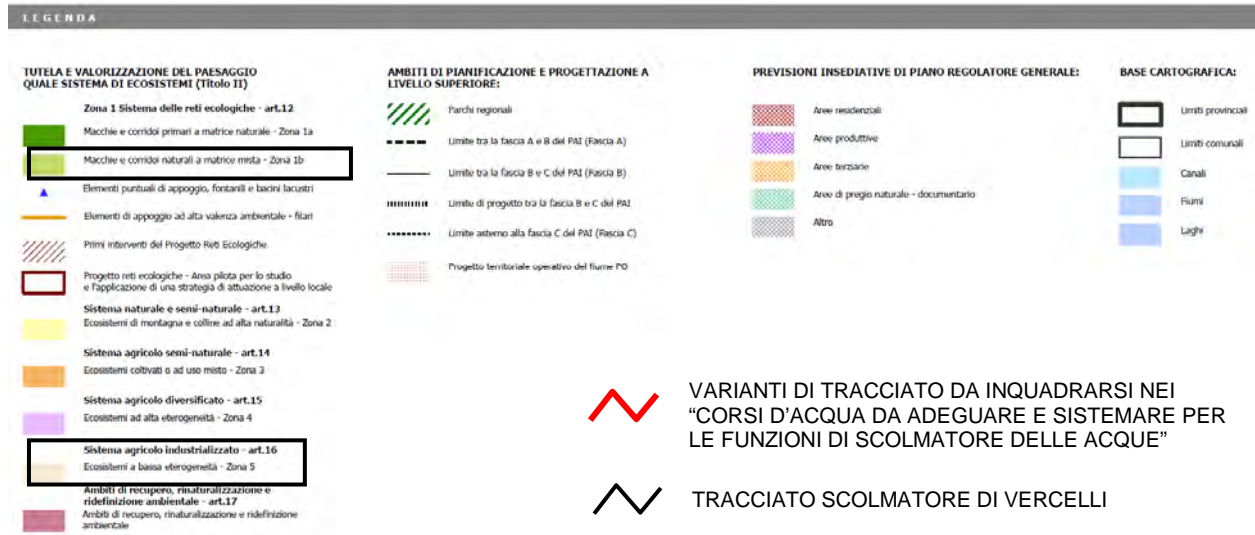 LEGENDA
TUTELA E VALORIZZAZIONE DEL PAESAGGIO
QUALE SISTEMA DI ECOSISTEMI (Titolo II)
Zona 1 Sistema delle reti ecologiche - art.12
Macchie e corridoi primari a matrice naturale - Zona 1a
Macchie e corridoi naturali a matrice mista - Zona 1b
Elementi puntuali di appoggio, fontanili e bacini lacustri
Elementi di appoggio ad alta valenza ambientale - filari
Primi interventi del Progetto Reti Ecologiche
Progetto reti ecologiche - Area pilota per lo studio
e l'applicazione di una strategia di attuazione a livello locale
Sistema naturale e semi-naturale - art.13
Ecosistemi di montagna e colline ad alta naturalità - Zona 2
Sistema agricolo semi-naturale - art.14
Ecosistemi coltivati o ad uso misto - Zona 3
Sistema agricolo diversificato - art.15
Ecosistemi ad alta eterogeneità - Zona 4
Sistema agricolo industrializzato - art.16
Ecosistemi a bassa eterogeneità - Zona 5
Ambiti di recupero, rinaturalizzazione e
ridefinizione ambientale - art.17
Ambiti di recupero, rinaturalizzazione e ridefinizione
ambientale
AMBITI DI PIANIFICAZIONE E PROGETTAZIONE A
LIVELLO SUPERIORE:
Parchi regionali
Limite tra la fascia A e B del PAI (Fascia A)
Limite tra la fascia B e C del PAI (Fascia B)
Limite di progetto tra la fascia B e C del PAI
Limite esterno alla fascia C del PAI (Fascia C)
Progetto territoriale operativo del fiume PO
PREVISIONI INSEDIATIVE DI PIANO REGOLATORE GENERALE:
Aree residenziali
Aree produttive
Aree terziarie
Aree di pregio naturale - documentario
Altro
BASE CARTOGRAFICA:
Limiti provinciali
Limiti comunali
Canali
Fiumi
Laghi
VARIANTI DI TRACCIATO DA INQUADRARSI NEI
“CORSI D'ACQUA DA ADEGUARE E SISTEMARE PER
LE FUNZIONI DI SCOLMATORE DELLE ACQUE”
TRACCIATO SCOLMATORE DI VERCELLI